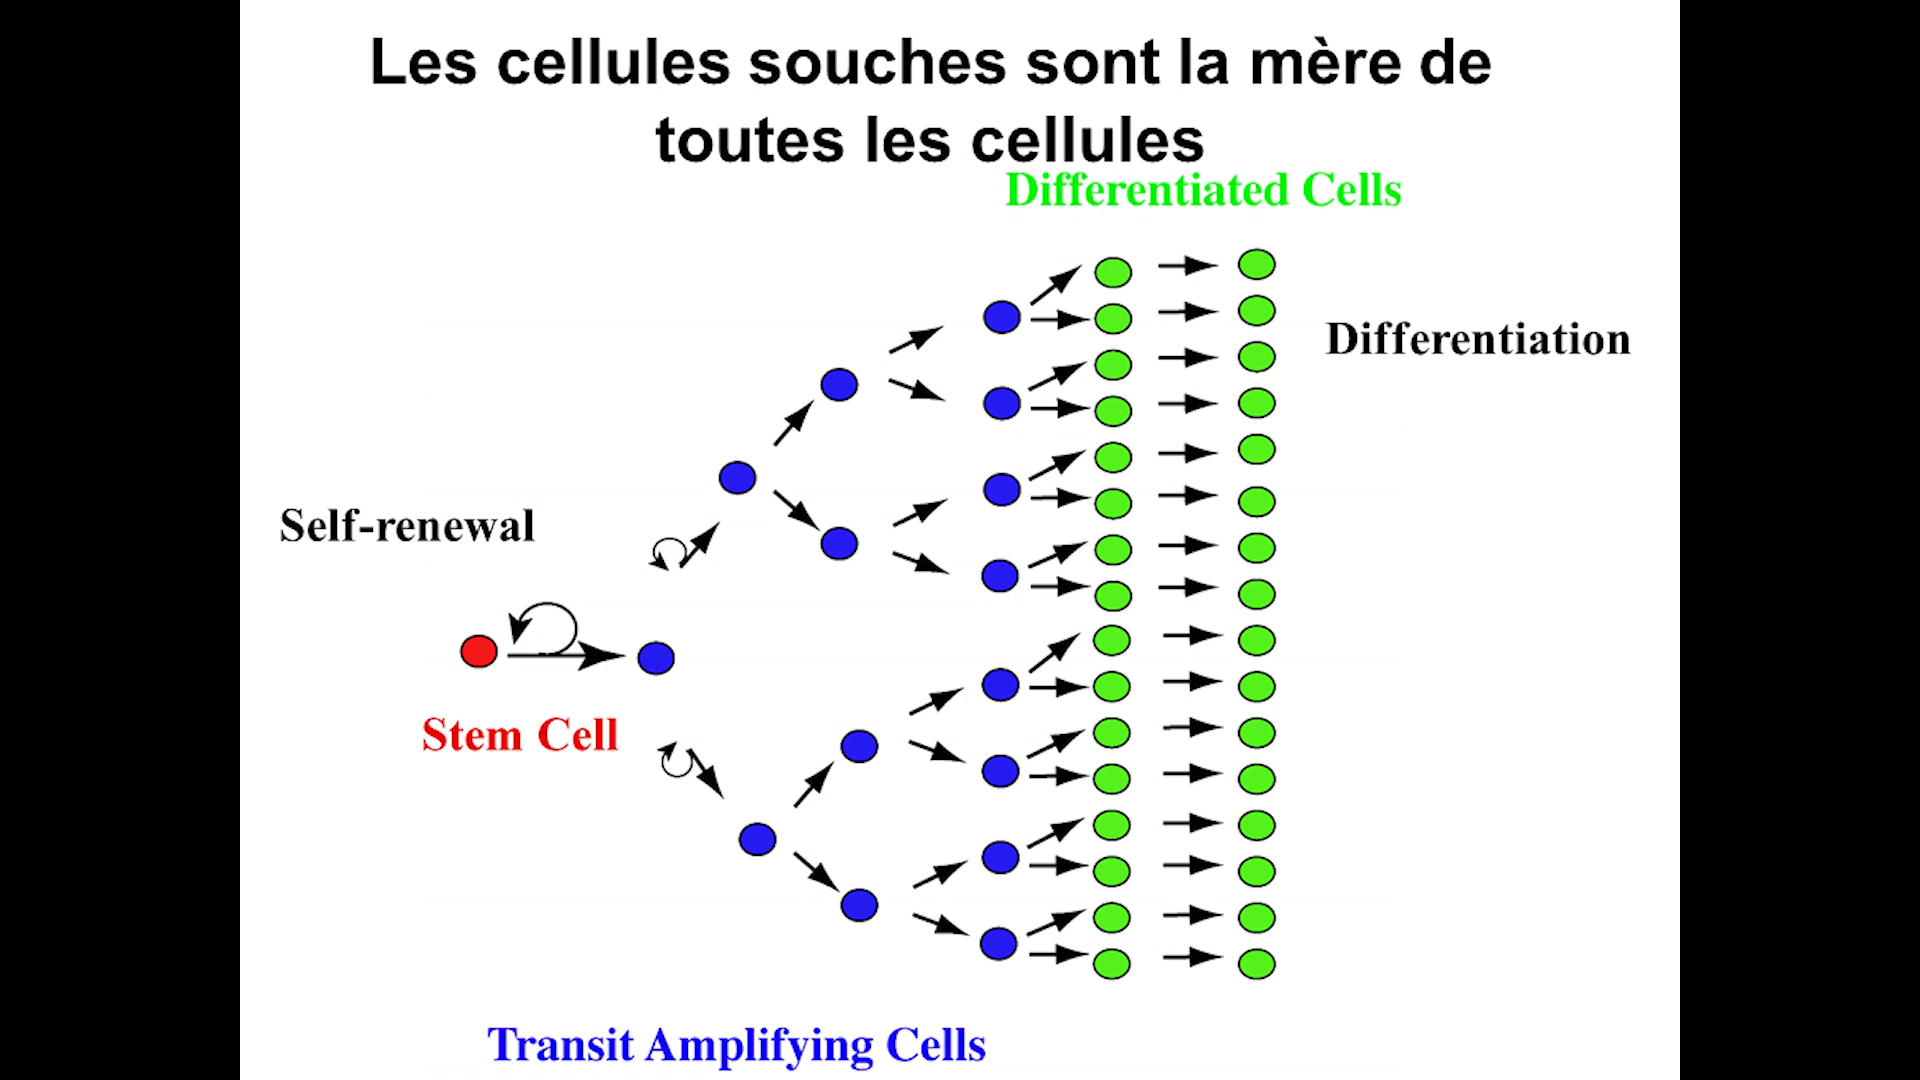 Les cellules souches sont la mère de
toutes les cellules
Differentiated Cells
Differentiation
Self-renewal
Stem Cell
Transit Amplifying Cells